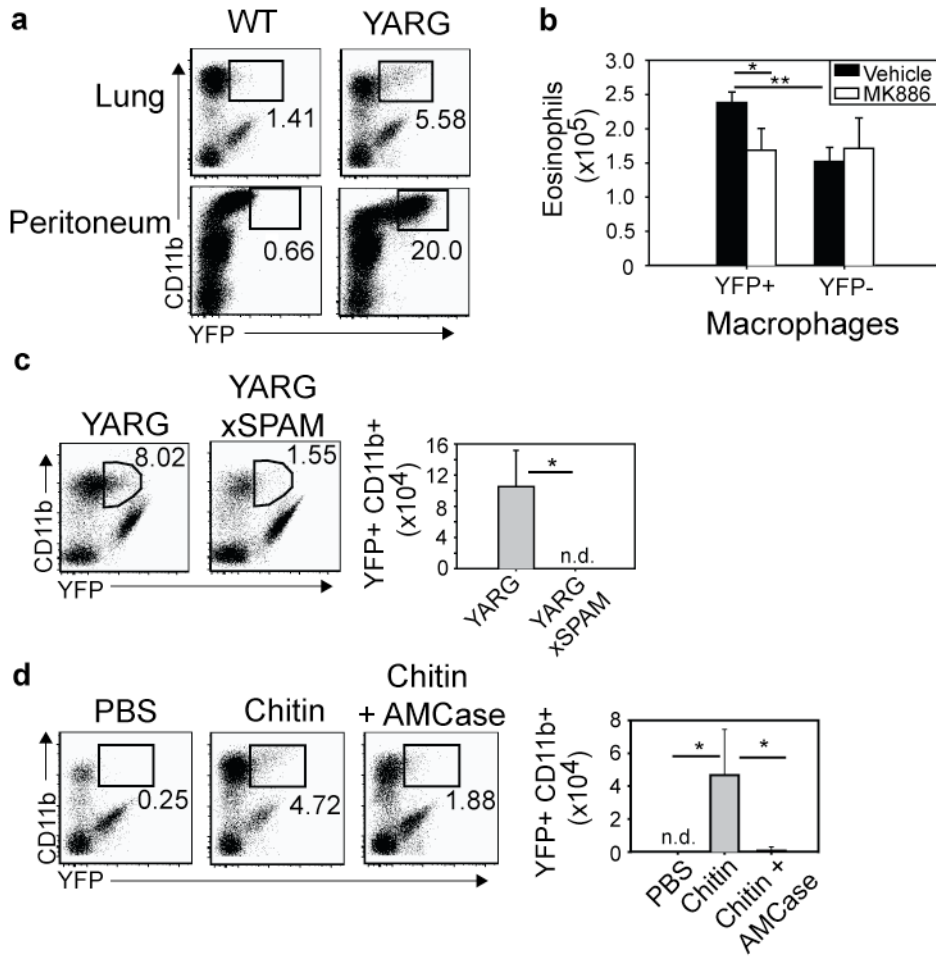 a
WT
YARG
Lung
1.41
5.58
Peritoneum
0.66
20.0
CD11b
YFP
b
Eosinophils
(x10⁵)
3.0
2.5
2.0
1.5
1.0
0.5
0
*
**
Vehicle
MK886
YFP+
YFP-
Macrophages
c
YARG
YARG
xSPAM
8.02
1.55
CD11b
YFP
YFP+ CD11b+
(x10⁴)
16
12
8
4
0
*
n.d.
YARG
YARG
xSPAM
d
PBS
Chitin
Chitin
+ AMCase
0.25
4.72
1.88
CD11b
YFP
YFP+ CD11b+
(x10⁴)
8
6
4
2
0
*
*
n.d.
PBS
Chitin
Chitin +
AMCase